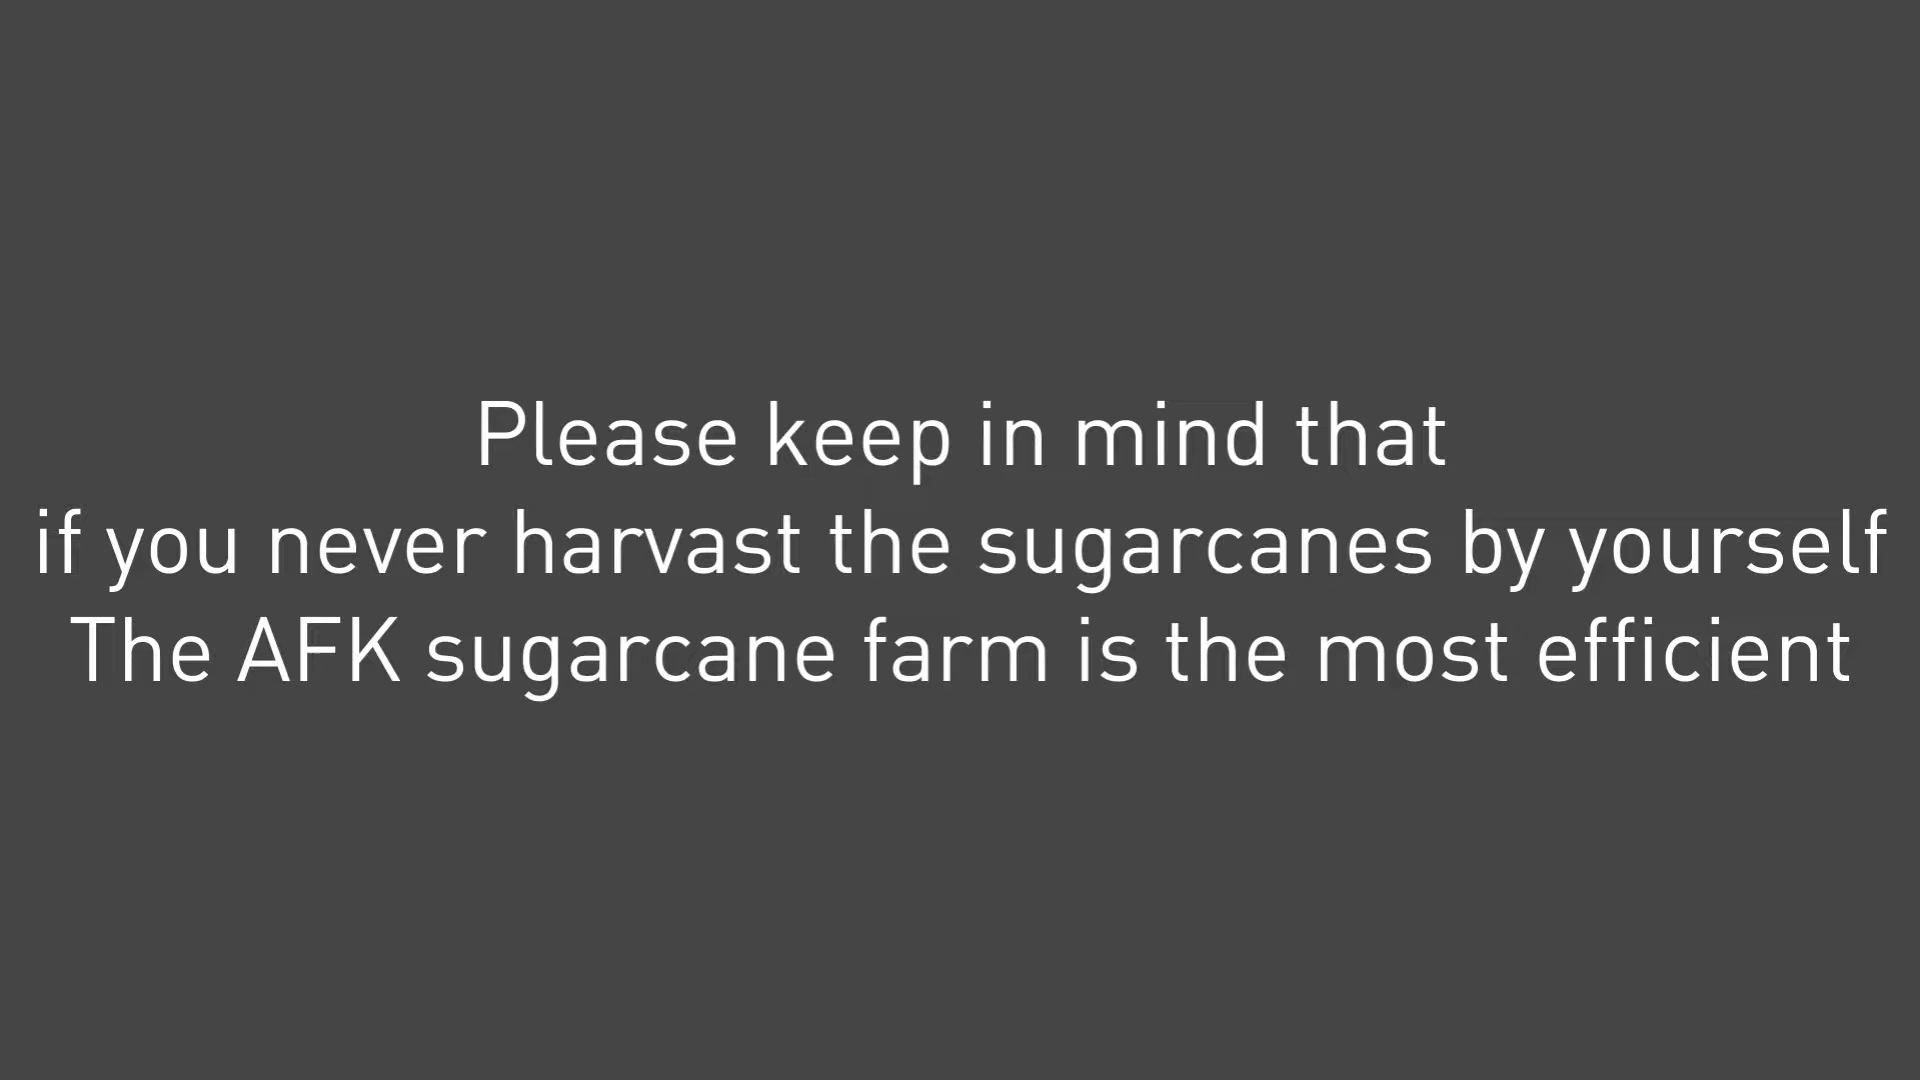 Please keep in mind that
if you never harvast the sugarcanes by yourself
The AFK sugarcane farm is the most efficient